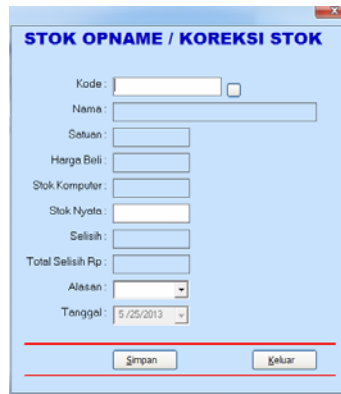 STOK OPNAME / KOREKSI STOK
Kode :
Nama :
Satuan :
Harga Beli :
Stok Komputer :
Stok Nyata :
Selisih :
Total Selisih Rp :
Alasan :
Tanggal : 5/25/2013
Simpan Keluar